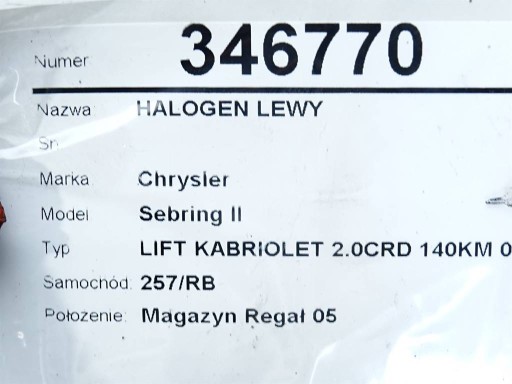 Numer 346770
Nazwa HALOGEN LEWY
Sn
Marka Chrysler
Model Sebring II
Typ LIFT KABRIOLET 2.0CRD 140KM 0
Samochód: 257/RB
Położenie: Magazyn Regał 05